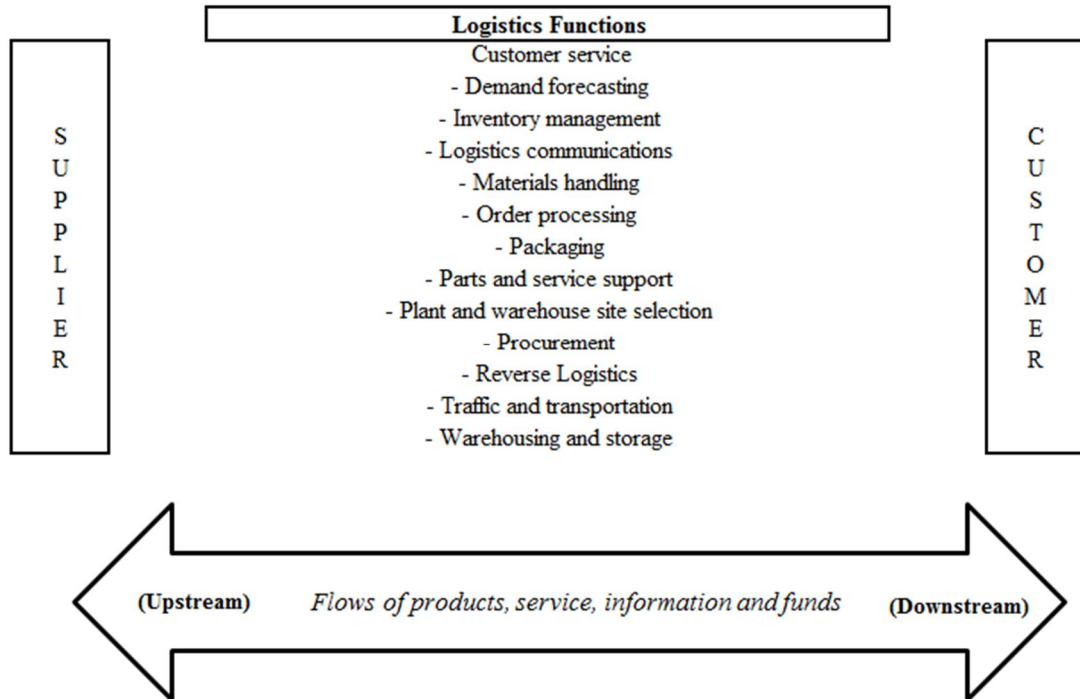 Logistics Functions
Customer service
- Demand forecasting
- Inventory management
- Logistics communications
- Materials handling
- Order processing
- Packaging
- Parts and service support
- Plant and warehouse site selection
- Procurement
- Reverse Logistics
- Traffic and transportation
- Warehousing and storage
SUPPLIER
CUSTOMER
(Upstream) Flows of products, service, information and funds (Downstream)